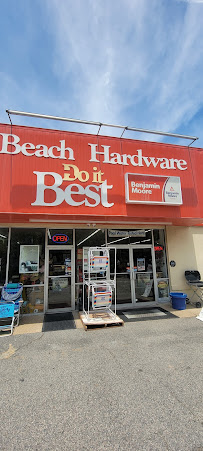 Beach Hardware
Do it
Best
Benjamin
Moore
OPEN